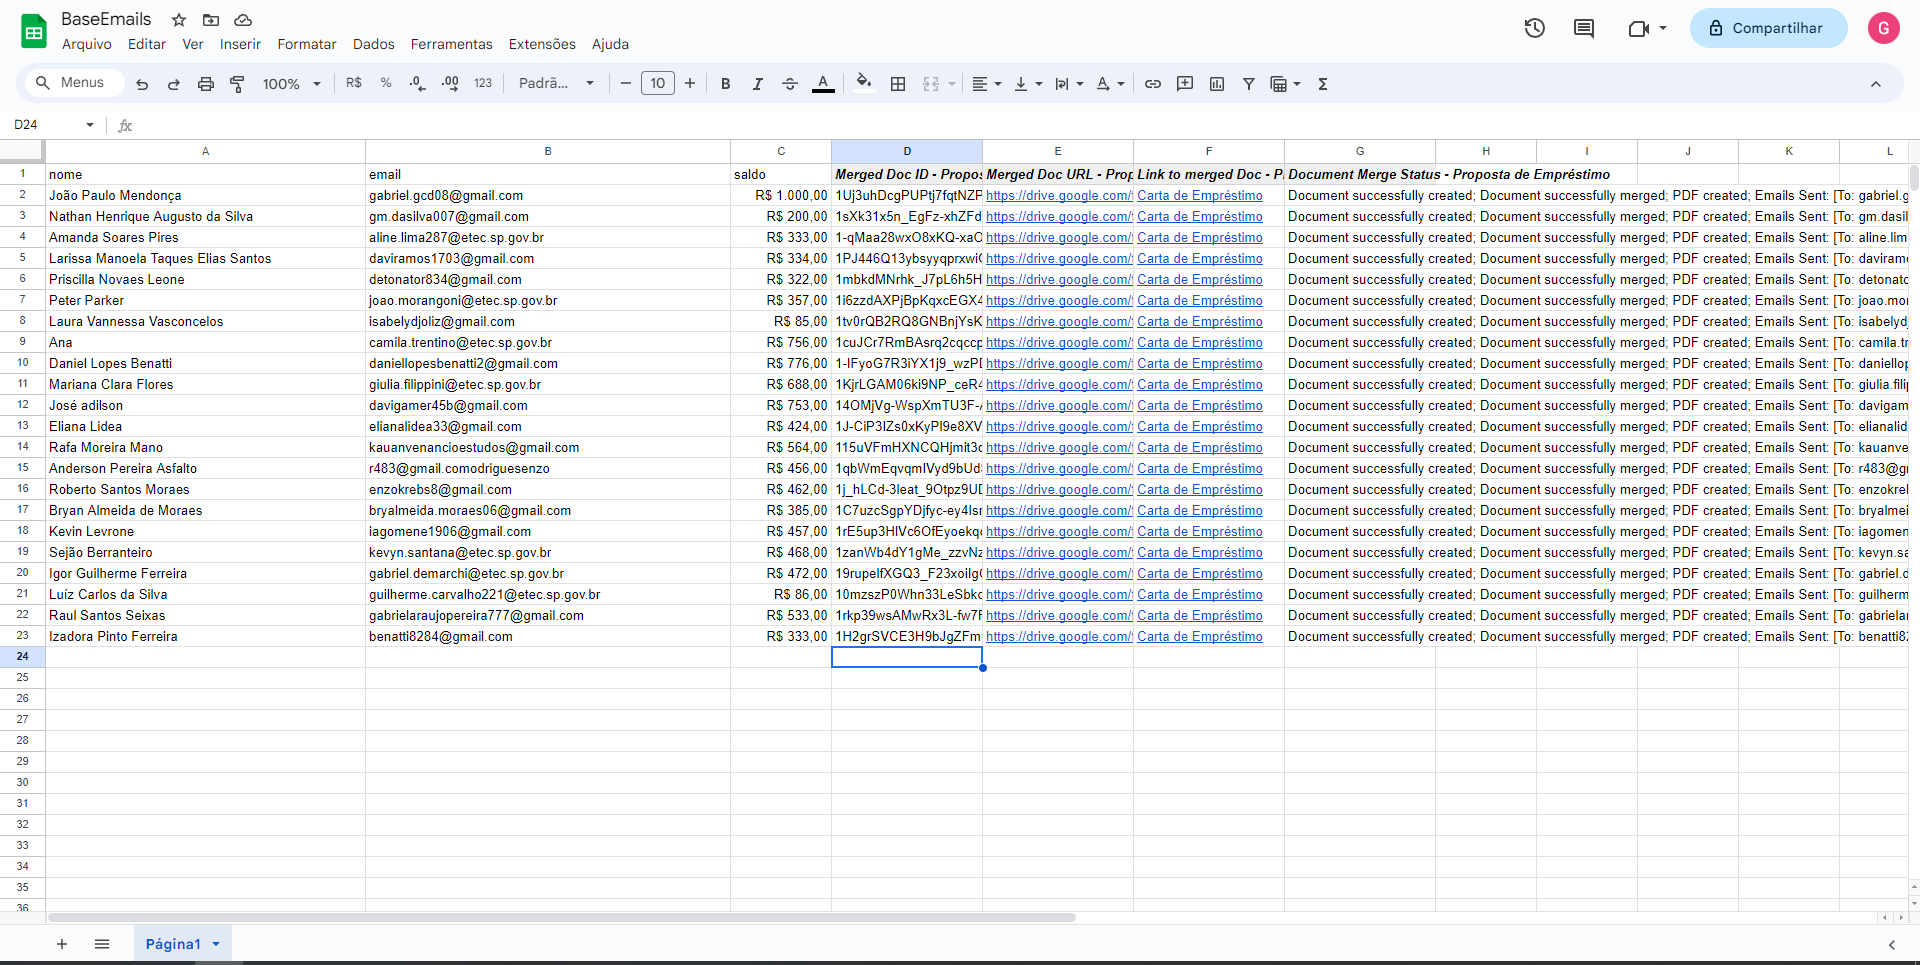 BaseEmails
Arquivo Editar Ver Inserir Formatar Dados Ferramentas Extensões Ajuda
Compartilhar
G
Menus 100% R$ % .0 .00 123 Padrã... 10 B I A
D24 fx
A B C D E F G H I J K L
1 nome email saldo Merged Doc ID - Propos Merged Doc URL - Prop Link to merged Doc - P Document Merge Status - Proposta de Empréstimo
2 João Paulo Mendonça gabriel.gcd08@gmail.com R$ 1.000,00 1Uj3uhDcgPUPtj7fqtNZP https://drive.google.com/ Carta de Empréstimo Document successfully created; Document successfully merged; PDF created; Emails Sent: [To: gabriel.g
3 Nathan Henrique Augusto da Silva gm.dasilva007@gmail.com R$ 200,00 1sXk31x5n_EgFz-xhZFd https://drive.google.com/ Carta de Empréstimo Document successfully created; Document successfully merged; PDF created; Emails Sent: [To: gm.dasil
4 Amanda Soares Pires aline.lima287@etec.sp.gov.br R$ 333,00 1-qMaa28wxO8xKQ-xaO https://drive.google.com/ Carta de Empréstimo Document successfully created; Document successfully merged; PDF created; Emails Sent: [To: aline.lim
5 Larissa Manoela Taques Elias Santos daviramos1703@gmail.com R$ 334,00 1PJ446Q13ybsyyqprxwi https://drive.google.com/ Carta de Empréstimo Document successfully created; Document successfully merged; PDF created; Emails Sent: [To: daviram
6 Priscilla Novaes Leone detonator834@gmail.com R$ 322,00 1mbkdMNrhk_J7pL6h5H https://drive.google.com/ Carta de Empréstimo Document successfully created; Document successfully merged; PDF created; Emails Sent: [To: detonato
7 Peter Parker joao.morangoni@etec.sp.gov.br R$ 357,00 1i6zzdAXPjBpKqxcEGX4 https://drive.google.com/ Carta de Empréstimo Document successfully created; Document successfully merged; PDF created; Emails Sent: [To: joao.mor
8 Laura Vannessa Vasconcelos isabelydjoliz@gmail.com R$ 85,00 1tv0rQB2RQ8GNBnjYsK https://drive.google.com/ Carta de Empréstimo Document successfully created; Document successfully merged; PDF created; Emails Sent: [To: isabelyd
9 Ana camila.trentino@etec.sp.gov.br R$ 756,00 1cuJCr7RmBAsrq2cqccp https://drive.google.com/ Carta de Empréstimo Document successfully created; Document successfully merged; PDF created; Emails Sent: [To: camila.tr
10 Daniel Lopes Benatti daniellopesbenatti2@gmail.com R$ 776,00 1-IFyoG7R3iYX1j9_wzPD https://drive.google.com/ Carta de Empréstimo Document successfully created; Document successfully merged; PDF created; Emails Sent: [To: daniellop
11 Mariana Clara Flores giulia.filippini@etec.sp.gov.br R$ 688,00 1KjrLGAM06ki9NP_ceR4 https://drive.google.com/ Carta de Empréstimo Document successfully created; Document successfully merged; PDF created; Emails Sent: [To: giulia.filip
12 José adilson davigamer45b@gmail.com R$ 753,00 14OMjVg-WspXmTU3F- https://drive.google.com/ Carta de Empréstimo Document successfully created; Document successfully merged; PDF created; Emails Sent: [To: davigam
13 Eliana Lidea elianalidea33@gmail.com R$ 424,00 1J-CiP3IZs0xKyPI9e8XV https://drive.google.com/ Carta de Empréstimo Document successfully created; Document successfully merged; PDF created; Emails Sent: [To: elianalid
14 Rafa Moreira Mano kauanvenancioestudos@gmail.com R$ 564,00 115uVFmHXNCQHjmit3 https://drive.google.com/ Carta de Empréstimo Document successfully created; Document successfully merged; PDF created; Emails Sent: [To: kauanve
15 Anderson Pereira Asfalto r483@gmail.comodriguesenzo R$ 456,00 1qbWmEqvqmIVyd9bUd https://drive.google.com/ Carta de Empréstimo Document successfully created; Document successfully merged; PDF created; Emails Sent: [To: r483@g
16 Roberto Santos Moraes enzokrebs8@gmail.com R$ 462,00 1j_hLCd-3Ieat_9Otpz9UD https://drive.google.com/ Carta de Empréstimo Document successfully created; Document successfully merged; PDF created; Emails Sent: [To: enzokre
17 Bryan Almeida de Moraes bryalmeida.moraes06@gmail.com R$ 385,00 1C7uzcSgpYDjfyc-ey4Isr https://drive.google.com/ Carta de Empréstimo Document successfully created; Document successfully merged; PDF created; Emails Sent: [To: bryalmei
18 Kevin Levrone iagomene1906@gmail.com R$ 457,00 1rE5up3HIVc6OfEyoekq https://drive.google.com/ Carta de Empréstimo Document successfully created; Document successfully merged; PDF created; Emails Sent: [To: iagomen
19 Sejão Berranteiro kevyn.santana@etec.sp.gov.br R$ 468,00 1zanWb4dY1gMe_zzvNz https://drive.google.com/ Carta de Empréstimo Document successfully created; Document successfully merged; PDF created; Emails Sent: [To: kevyn.sa
20 Igor Guilherme Ferreira gabriel.demarchi@etec.sp.gov.br R$ 472,00 19rupelfXGQ3_F23xoiIg https://drive.google.com/ Carta de Empréstimo Document successfully created; Document successfully merged; PDF created; Emails Sent: [To: gabriel.d
21 Luíz Carlos da Silva guilherme.carvalho221@etec.sp.gov.br R$ 86,00 10mzszP0Whn33LeSbkc https://drive.google.com/ Carta de Empréstimo Document successfully created; Document successfully merged; PDF created; Emails Sent: [To: guilherm
22 Raul Santos Seixas gabrielaraujopereira777@gmail.com R$ 533,00 1rkp39wsAMwRx3L-fw7F https://drive.google.com/ Carta de Empréstimo Document successfully created; Document successfully merged; PDF created; Emails Sent: [To: gabrielar
23 Izadora Pinto Ferreira benatti8284@gmail.com R$ 333,00 1H2grSVCE3H9bJgZFm https://drive.google.com/ Carta de Empréstimo Document successfully created; Document successfully merged; PDF created; Emails Sent: [To: benatti8
24
25
26
27
28
29
30
31
32
33
34
35
36
Página1